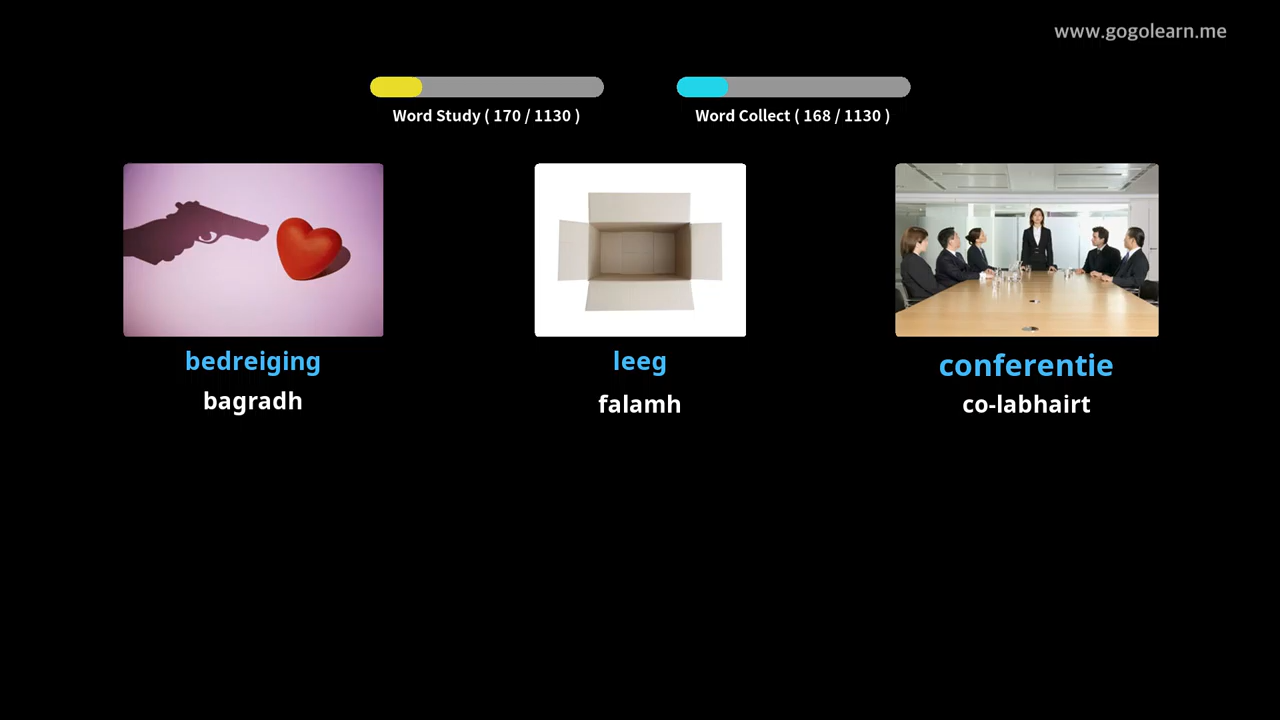 www.gogolearn.me
Word Study ( 170 / 1130 )
Word Collect ( 168 / 1130 )
bedreiging
bagradh
leeg
falamh
conferentie
co-labhairt